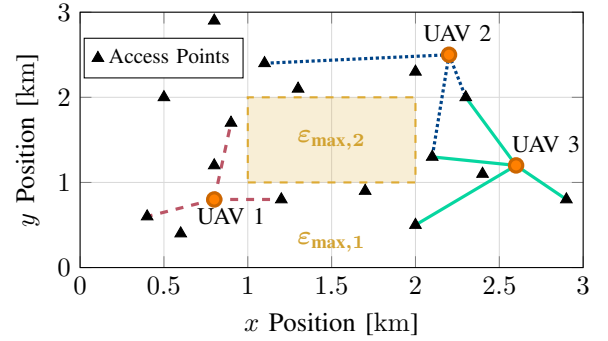 3
UAV 2
Access Points
2
ε_max,2
UAV 3
1
UAV 1
ε_max,1
0
0 0.5 1 1.5 2 2.5 3
x Position [km]
y Position [km]